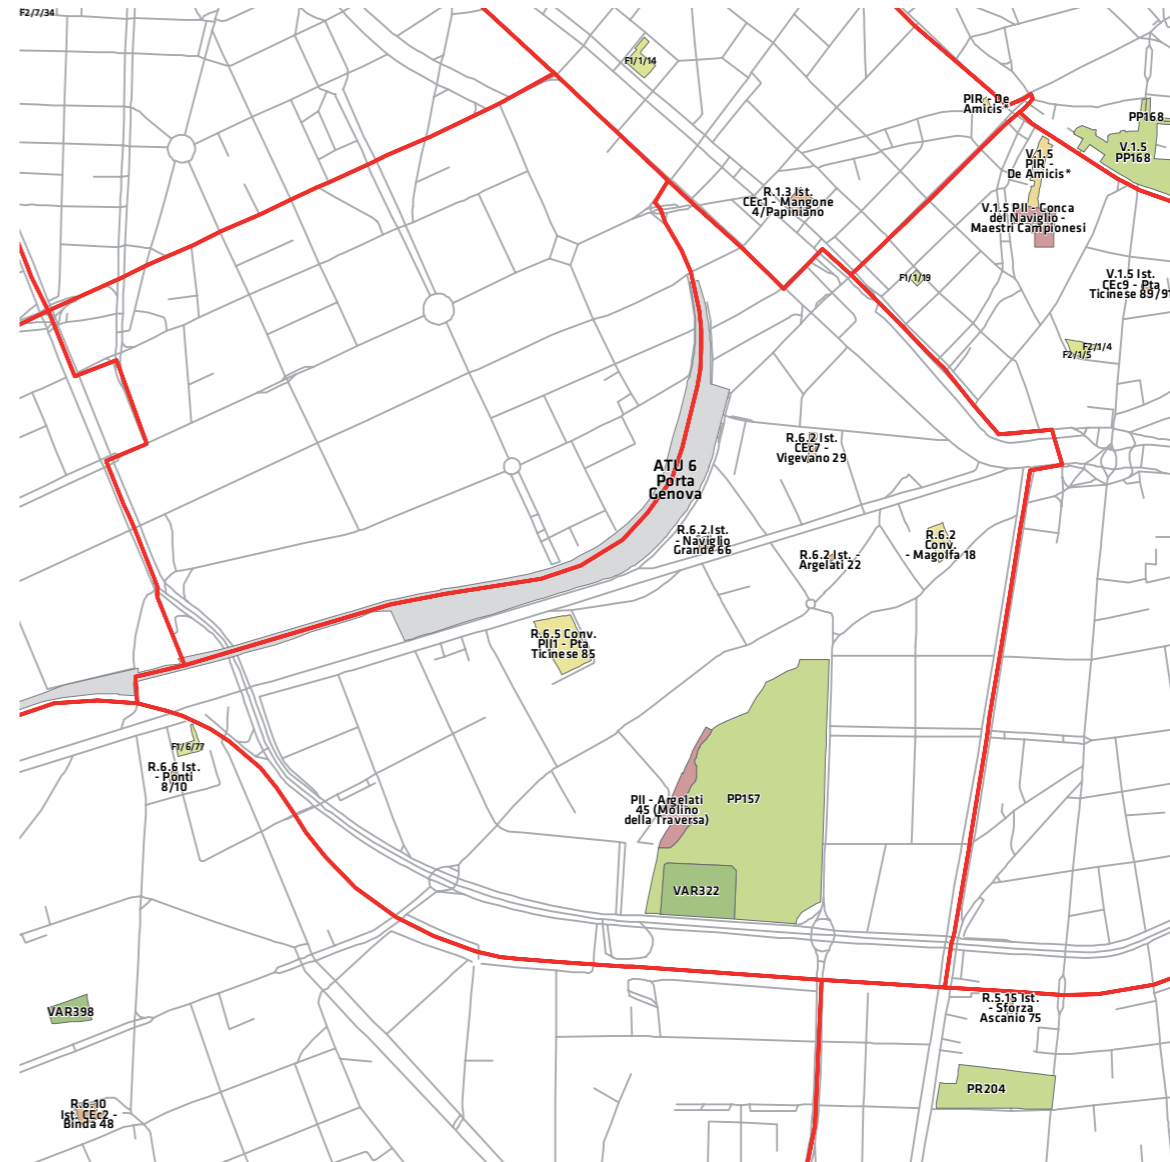 F2/7/34
F1/1/14
PIR - De
Amicis*
PP168
V.1.5
PP168
V.1.5
PIR -
De Amicis*
R.1.3 Ist.
CEc1 - Mangone
4/Papiniano
V.1.5 PII - Conca
del Naviglio -
Maestri Campionesi
F1/1/19
V.1.5 Ist.
CEc9 - Pta
Ticinese 89/91
F2/1/4
F2/1/5
R.6.2 Ist.
CEc7 -
Vigevano 29
ATU 6
Porta
Genova
R.6.2 Ist.
- Naviglio
Grande 66
R.6.2 Ist. -
Argelati 22
R.6.2
Conv.
- Magolfa 18
R.6.5 Conv.
PII1 - Pta
Ticinese 85
F1/6/77
R.6.6 Ist.
- Ponti
8/10
PII - Argelati
45 (Molino
della Traversa)
PP157
VAR322
VAR398
R.5.15 Ist.
- Sforza
Ascanio 75
PR204
R.6.10
Ist. CEc2 -
Binda 48